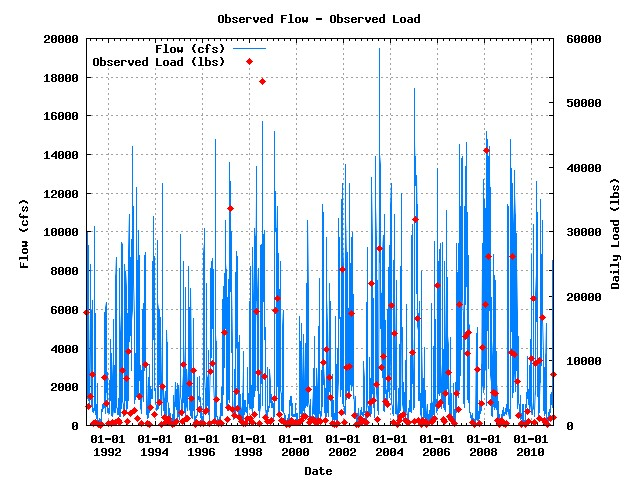 Observed Flow - Observed Load
Flow (cfs)
Observed Load (lbs)
20000
18000
16000
14000
12000
10000
8000
6000
4000
2000
0
Flow (cfs)
60000
50000
40000
30000
20000
10000
0
Daily Load (lbs)
01-01 01-01 01-01 01-01 01-01 01-01 01-01 01-01 01-01 01-01
1992 1994 1996 1998 2000 2002 2004 2006 2008 2010
Date